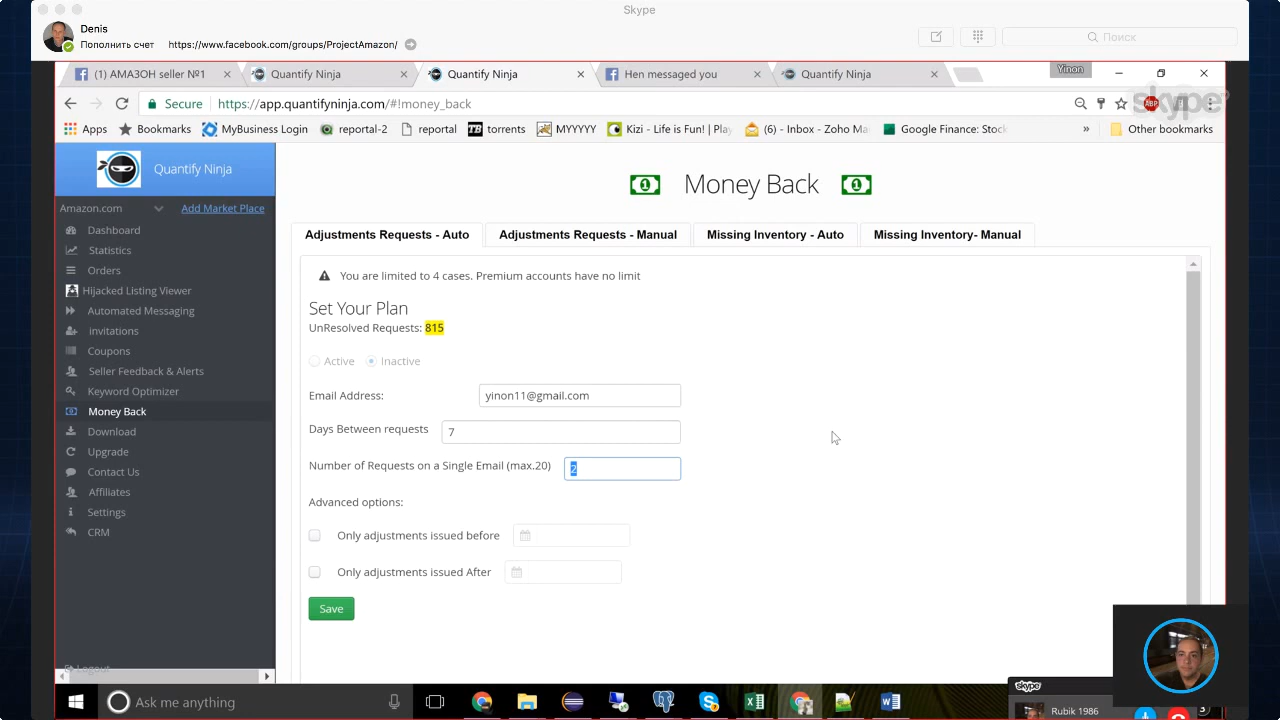 Skype
Denis
Пополнить счет https://www.facebook.com/groups/ProjectAmazon/
Поиск
(1) АМАЗОН seller №1
Quantify Ninja
Quantify Ninja
Hen messaged you
Quantify Ninja
Yinon
Secure https://app.quantifyninja.com/#!money_back
skype
ABP
Apps
Bookmarks
MyBusiness Login
reportal-2
reportal
TB torrents
MYYYYY
Kizi - Life is Fun! | Pla
(6) - Inbox - Zoho Ma
Google Finance: Stoc
»
Other bookmarks
Quantify Ninja
Money Back
Amazon.com
Add Market Place
Dashboard
Statistics
Orders
Hijacked Listing Viewer
Automated Messaging
invitations
Coupons
Seller Feedback & Alerts
Keyword Optimizer
Money Back
Download
Upgrade
Contact Us
Affiliates
Settings
CRM
Logout
Adjustments Requests - Auto
Adjustments Requests - Manual
Missing Inventory - Auto
Missing Inventory- Manual
You are limited to 4 cases. Premium accounts have no limit
Set Your Plan
UnResolved Requests: 815
Active Inactive
Email Address: yinon11@gmail.com
Days Between requests 7
Number of Requests on a Single Email (max.20) 2
Advanced options:
Only adjustments issued before
Only adjustments issued After
Save
Ask me anything
skype
Rubik 1986